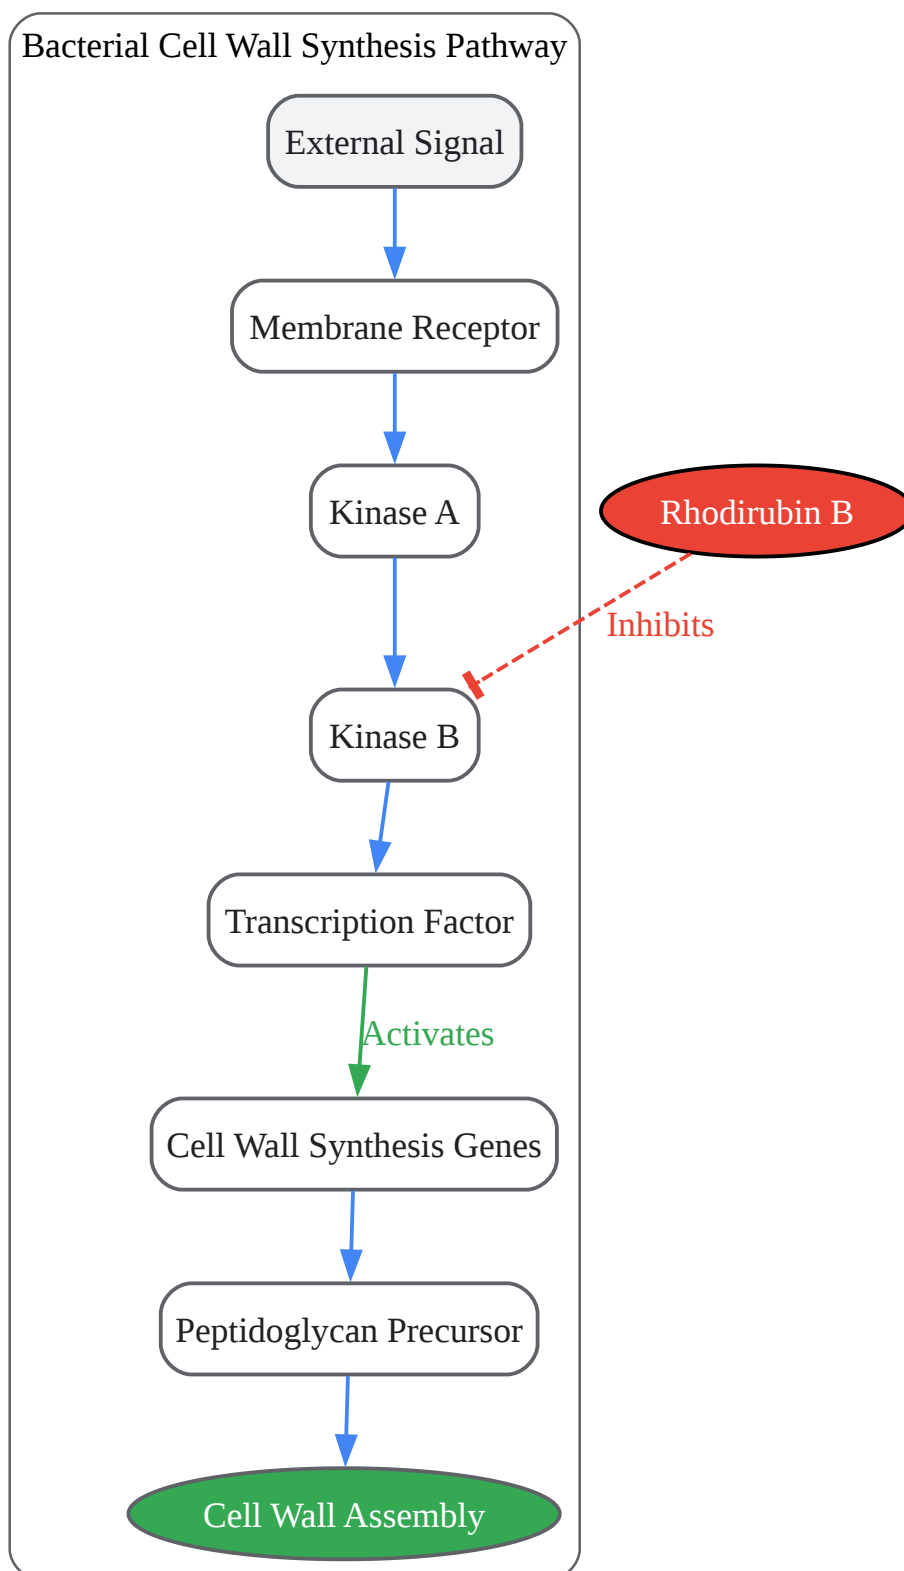 Bacterial Cell Wall Synthesis Pathway
External Signal
Membrane Receptor
Kinase A
Rhodirubin B
Inhibits
Kinase B
Transcription Factor
Activates
Cell Wall Synthesis Genes
Peptidoglycan Precursor
Cell Wall Assembly